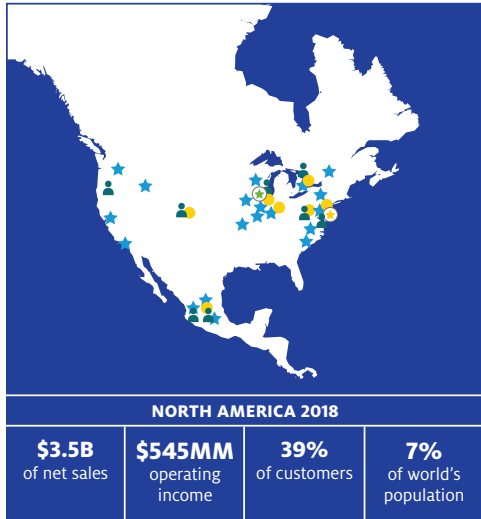 NORTH AMERICA 2018
$3.5B
of net sales
$545MM
operating
income
39%
of customers
7%
of world's
population